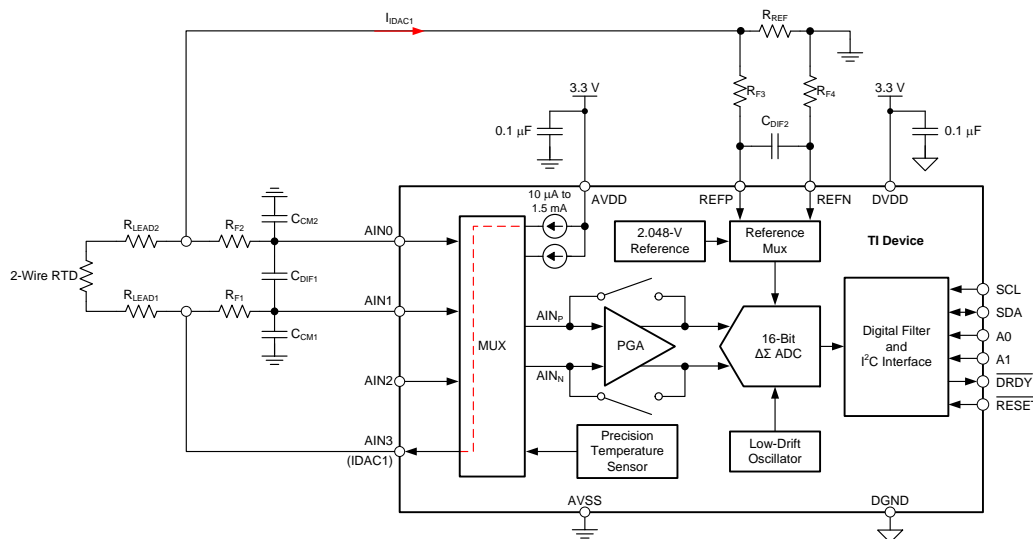 I_IDAC1
R_REF
3.3 V
3.3 V
R_F3
R_F4
0.1 µF
C_DIF2
0.1 µF
10 µA to
1.5 mA
AVDD
REFP
REFN
DVDD
C_CM2
R_LEAD2
R_F2
AIN0
2.048-V
Reference
Reference
Mux
TI Device
2-Wire RTD
C_DIF1
R_LEAD1
R_F1
AIN1
C_CM1
MUX
AIN_P
AIN_N
PGA
16-Bit
ΔΣ ADC
Digital Filter
and
I²C Interface
SCL
SDA
A0
A1
DRDY
RESET
AIN2
AIN3
(IDAC1)
Precision
Temperature
Sensor
Low-Drift
Oscillator
AVSS
DGND